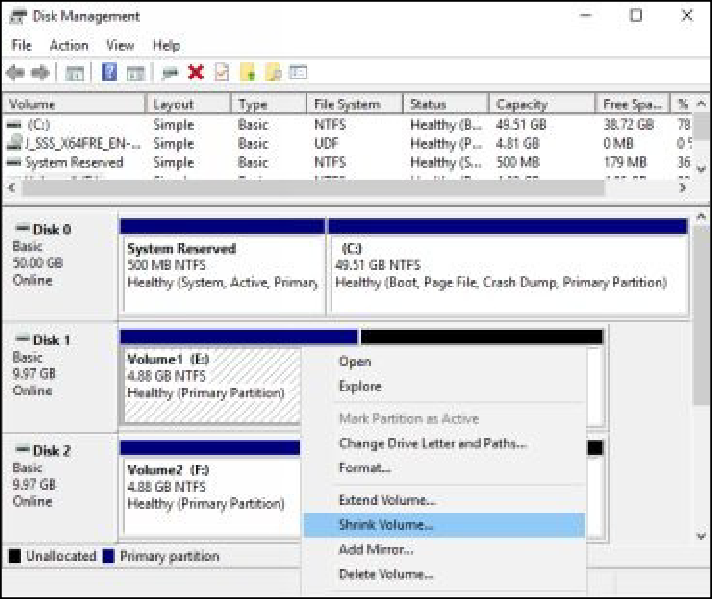 Disk Management
File Action View Help
Volume Layout Type File System Status Capacity Free Spa... %
(C:) Simple Basic NTFS Healthy (B... 49.51 GB 38.72 GB 78
J_SSS_X64FRE_EN-... Simple Basic UDF Healthy (P... 4.81 GB 0 MB 0%
System Reserved Simple Basic NTFS Healthy (S... 500 MB 179 MB 36
Disk 0
Basic
50.00 GB
Online
System Reserved
500 MB NTFS
Healthy (System, Active, Primary
(C:)
49.51 GB NTFS
Healthy (Boot, Page File, Crash Dump, Primary Partition)
Disk 1
Basic
9.97 GB
Online
Volume1 (E:)
4.88 GB NTFS
Healthy (Primary Partition)
Disk 2
Basic
9.97 GB
Online
Volume2 (F:)
4.88 GB NTFS
Healthy (Primary Partition)
Open
Explore
Mark Partition as Active
Change Drive Letter and Paths...
Format...
Extend Volume...
Shrink Volume...
Add Mirror...
Delete Volume...
Unallocated Primary partition